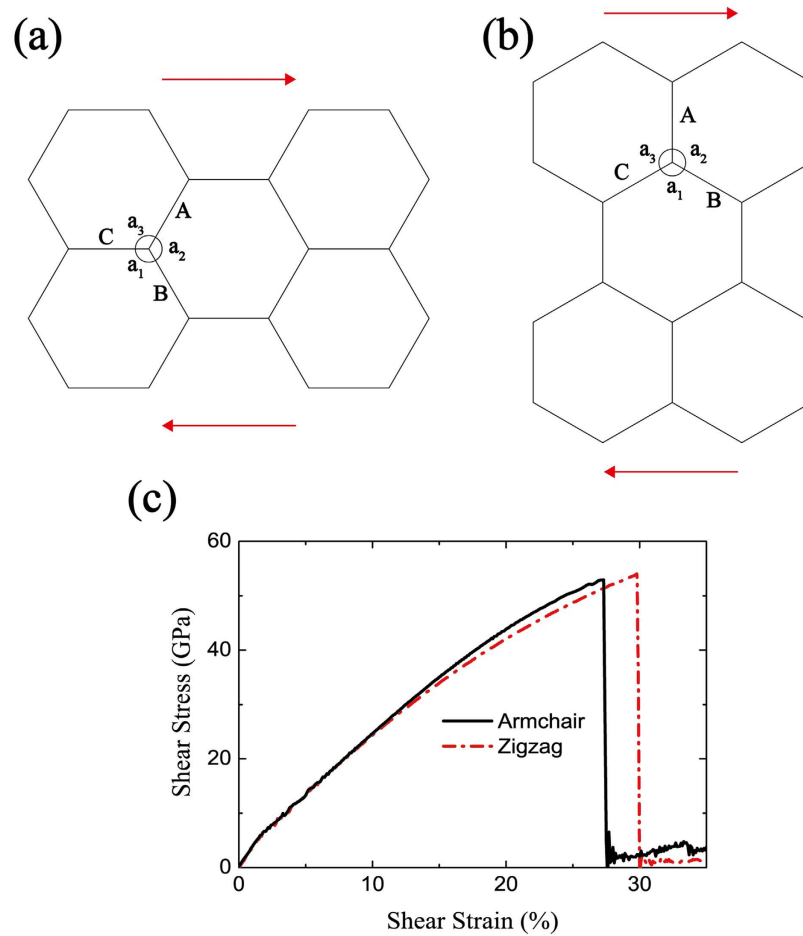 (a)
A
a3
C
a2
a1
B
(b)
A
a3
a2
C
a1
B
(c)
60
40
20
0
Shear Stress (GPa)
Armchair
Zigzag
0
10
20
30
Shear Strain (%)